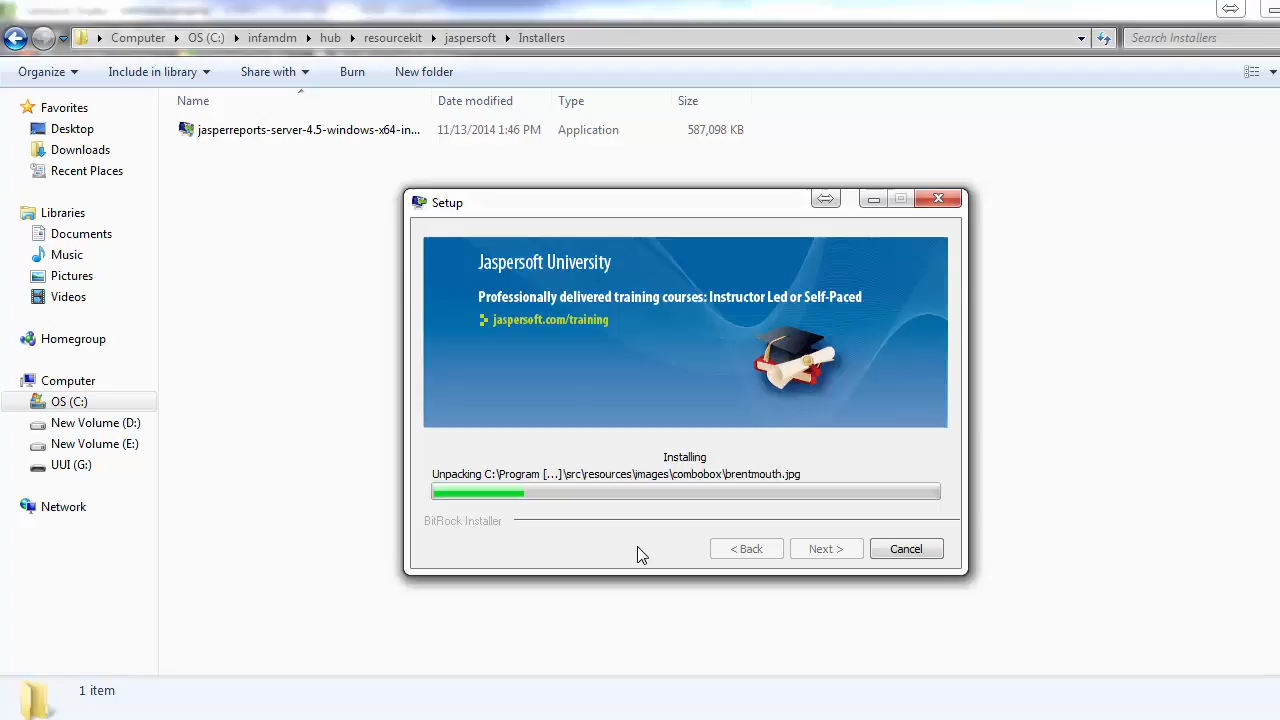 Computer OS (C:) infamdm hub resourcekit jaspersoft Installers Search Installers
Organize Include in library Share with Burn New folder
Name Date modified Type Size
jasperreports-server-4.5-windows-x64-in... 11/13/2014 1:46 PM Application 587,098 KB
Favorites
Desktop
Downloads
Recent Places
Libraries
Documents
Music
Pictures
Videos
Homegroup
Computer
OS (C:)
New Volume (D:)
New Volume (E:)
UUI (G:)
Network
Setup
Jaspersoft University
Professionally delivered training courses: Instructor Led or Self-Paced
jaspersoft.com/training
Installing
Unpacking C:\Program [...]\src\resources\images\combobox\brentmouth.jpg
BitRock Installer
< Back Next > Cancel
1 item